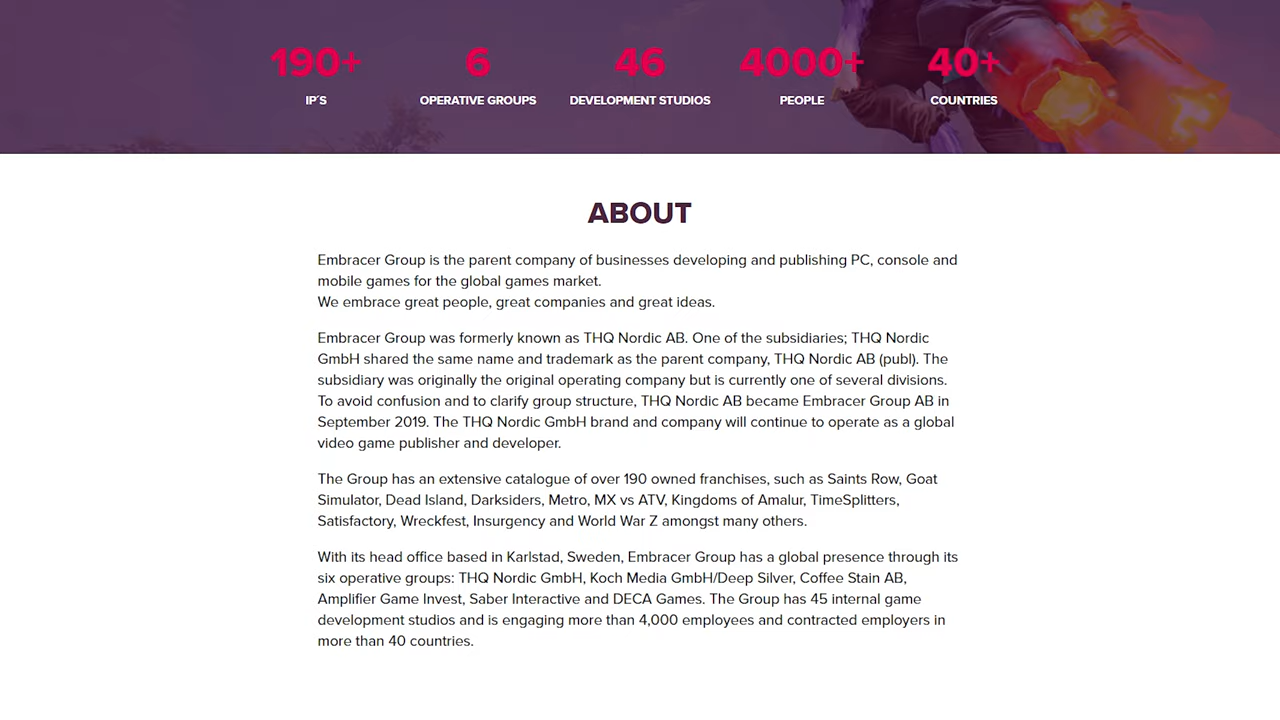 190+ 6 46 4000+ 40+
IP´S OPERATIVE GROUPS DEVELOPMENT STUDIOS PEOPLE COUNTRIES
ABOUT
Embracer Group is the parent company of businesses developing and publishing PC, console and
mobile games for the global games market.
We embrace great people, great companies and great ideas.
Embracer Group was formerly known as THQ Nordic AB. One of the subsidiaries; THQ Nordic
GmbH shared the same name and trademark as the parent company, THQ Nordic AB (publ). The
subsidiary was originally the original operating company but is currently one of several divisions.
To avoid confusion and to clarify group structure, THQ Nordic AB became Embracer Group AB in
September 2019. The THQ Nordic GmbH brand and company will continue to operate as a global
video game publisher and developer.
The Group has an extensive catalogue of over 190 owned franchises, such as Saints Row, Goat
Simulator, Dead Island, Darksiders, Metro, MX vs ATV, Kingdoms of Amalur, TimeSplitters,
Satisfactory, Wreckfest, Insurgency and World War Z amongst many others.
With its head office based in Karlstad, Sweden, Embracer Group has a global presence through its
six operative groups: THQ Nordic GmbH, Koch Media GmbH/Deep Silver, Coffee Stain AB,
Amplifier Game Invest, Saber Interactive and DECA Games. The Group has 45 internal game
development studios and is engaging more than 4,000 employees and contracted employers in
more than 40 countries.